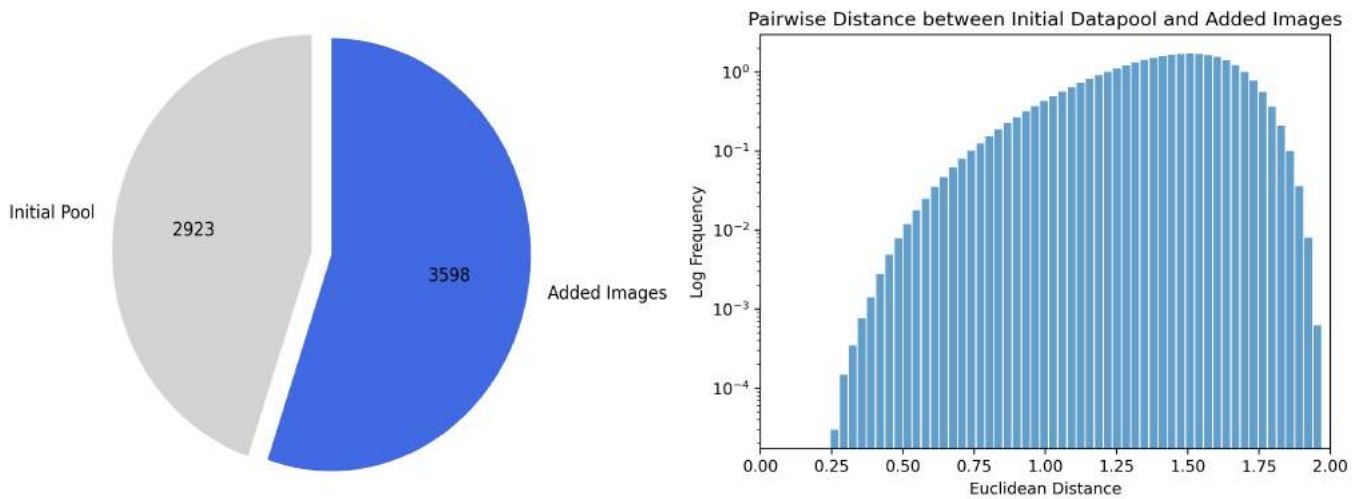 Initial Pool
2923
3598
Added Images
Pairwise Distance between Initial Datapool and Added Images
Log Frequency
10⁰
10⁻¹
10⁻²
10⁻³
10⁻⁴
0.00 0.25 0.50 0.75 1.00 1.25 1.50 1.75 2.00
Euclidean Distance